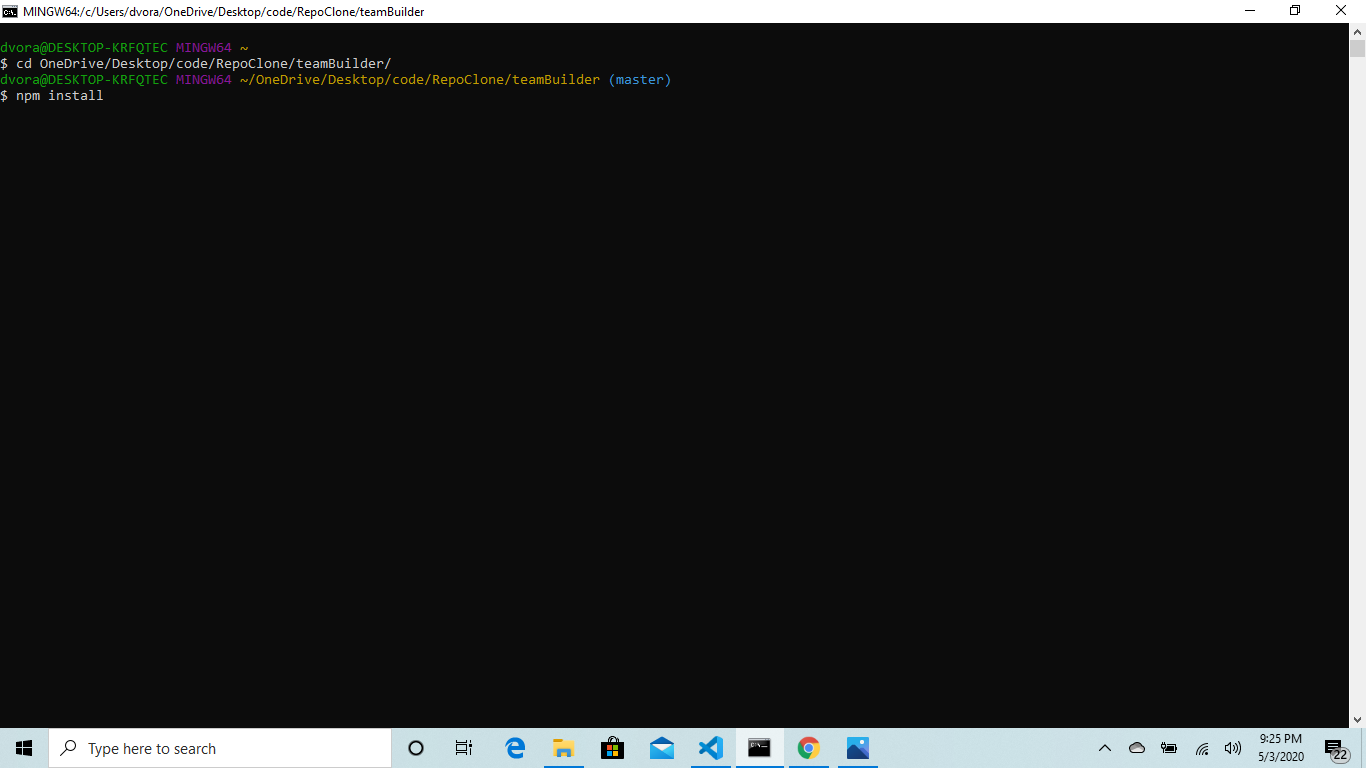 MINGW64:/c/Users/dvora/OneDrive/Desktop/code/RepoClone/teamBuilder
dvora@DESKTOP-KRFQTEC MINGW64 ~
$ cd OneDrive/Desktop/code/RepoClone/teamBuilder/
dvora@DESKTOP-KRFQTEC MINGW64 ~/OneDrive/Desktop/code/RepoClone/teamBuilder (master)
$ npm install
Type here to search
9:25 PM
5/3/2020
22